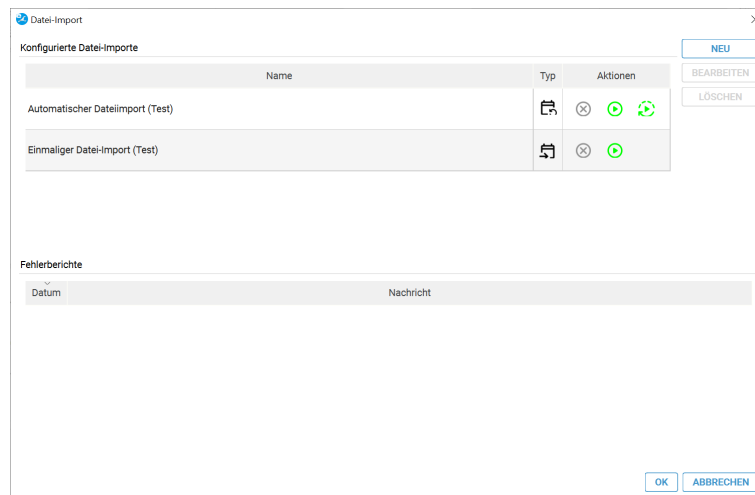 Datei-Import
Konfigurierte Datei-Importe
NEU
Name Typ Aktionen
BEARBEITEN
LÖSCHEN
Automatischer Dateiimport (Test)
Einmaliger Datei-Import (Test)
Fehlerberichte
Datum Nachricht
OK ABBRECHEN